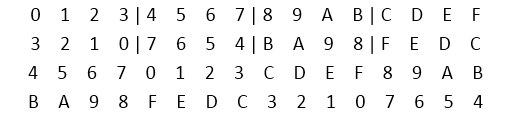 0 1 2 3 | 4 5 6 7 | 8 9 A B | C D E F
3 2 1 0 | 7 6 5 4 | B A 9 8 | F E D C
4 5 6 7 0 1 2 3 C D E F 8 9 A B
B A 9 8 F E D C 3 2 1 0 7 6 5 4